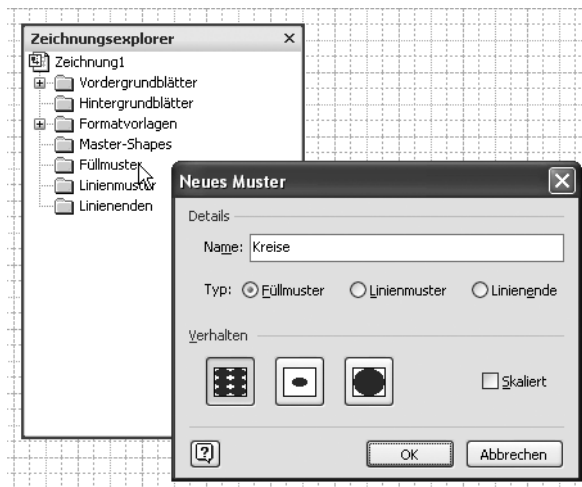 Zeichnungsexplorer
Zeichnung1
Vordergrundblätter
Hintergrundblätter
Formatvorlagen
Master-Shapes
Füllmuster
Linienmuster
Linienenden
Neues Muster
Details
Name: Kreise
Typ: Füllmuster Linienmuster Linienende
Verhalten
Skaliert
OK Abbrechen